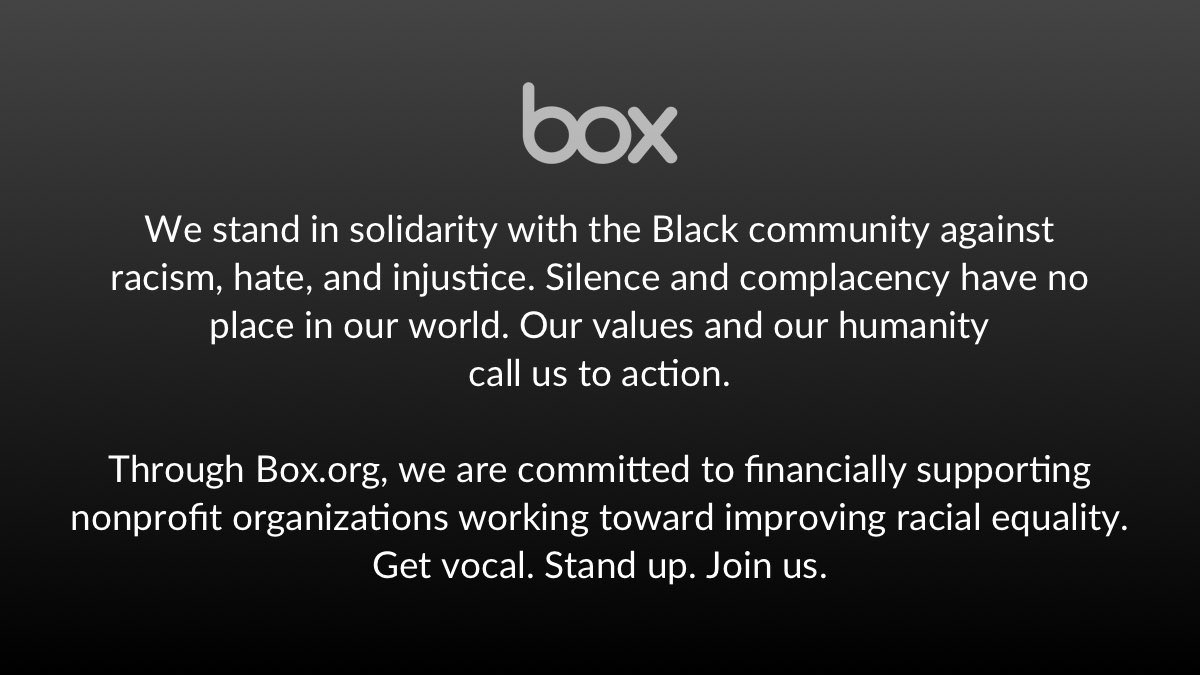 box
We stand in solidarity with the Black community against
racism, hate, and injustice. Silence and complacency have no
place in our world. Our values and our humanity
call us to action.
Through Box.org, we are committed to financially supporting
nonprofit organizations working toward improving racial equality.
Get vocal. Stand up. Join us.